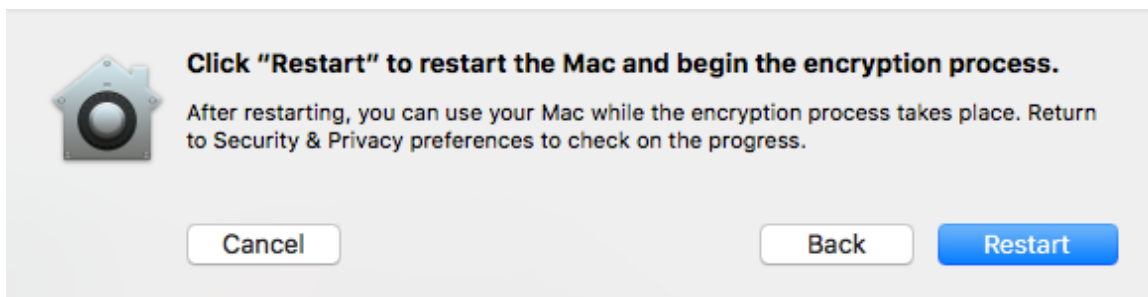 Click "Restart" to restart the Mac and begin the encryption process.
After restarting, you can use your Mac while the encryption process takes place. Return
to Security & Privacy preferences to check on the progress.
Cancel
Back
Restart